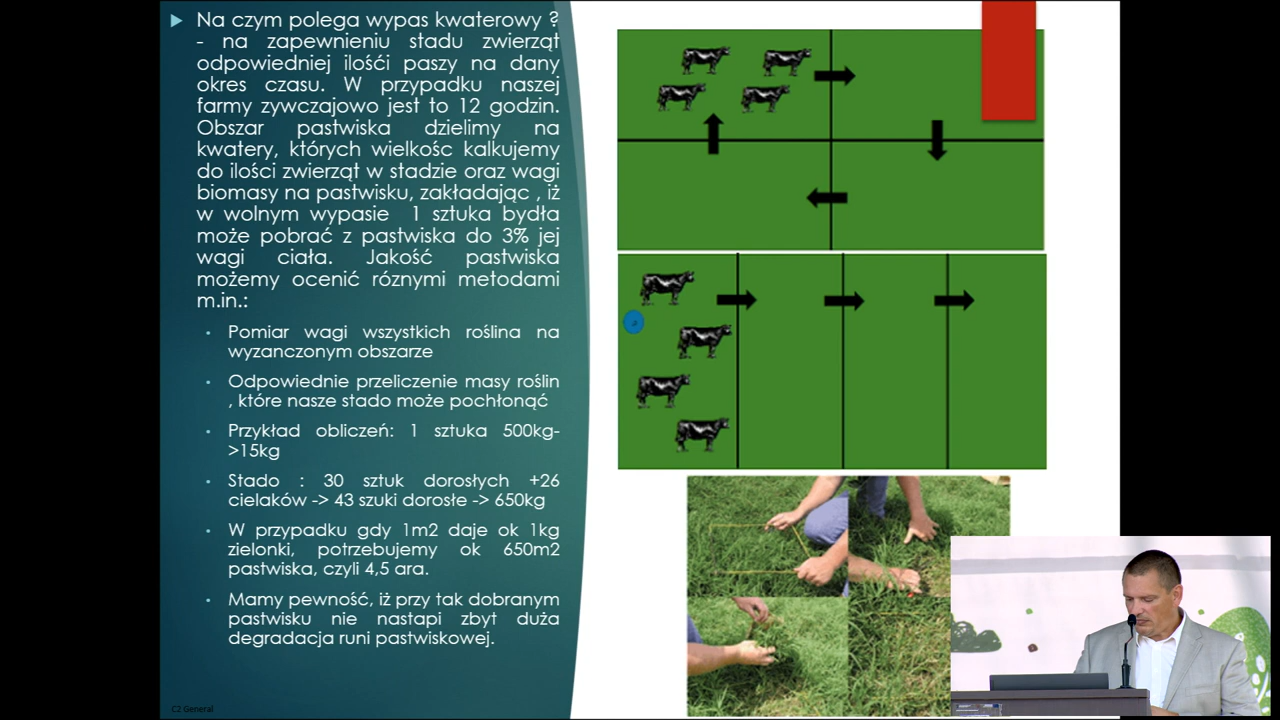 Na czym polega wypas kwaterowy ?
- na zapewnieniu stadu zwierząt
odpowiedniej ilośći paszy na dany
okres czasu. W przypadku naszej
farmy zywczajowo jest to 12 godzin.
Obszar pastwiska dzielimy na
kwatery, których wielkośc kalkujemy
do ilości zwierząt w stadzie oraz wagi
biomasy na pastwisku, zakładając , iż
w wolnym wypasie 1 sztuka bydła
może pobrać z pastwiska do 3% jej
wagi ciała. Jakość pastwiska
możemy ocenić róznymi metodami
m.in.:
Pomiar wagi wszystkich roślina na
wyzanczonym obszarze
Odpowiednie przeliczenie masy roślin
, które nasze stado może pochłonąć
Przykład obliczeń: 1 sztuka 500kg-
>15kg
Stado : 30 sztuk dorosłych +26
cielaków -> 43 szuki dorosłe -> 650kg
W przypadku gdy 1m2 daje ok 1kg
zielonki, potrzebujemy ok 650m2
pastwiska, czyli 4,5 ara.
Mamy pewność, iż przy tak dobranym
pastwisku nie nastapi zbyt duża
degradacja runi pastwiskowej.
C2 General